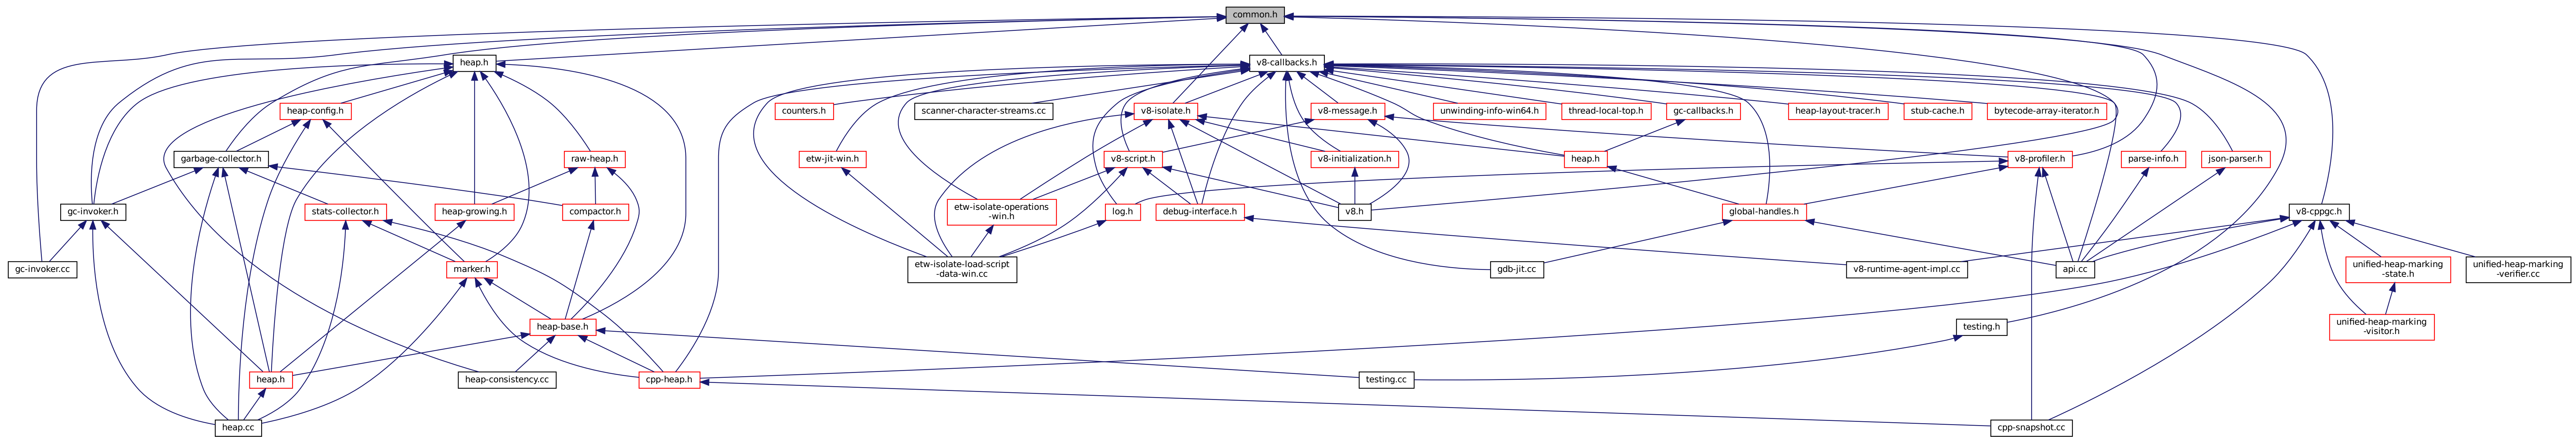 common.h
heap.h
v8-callbacks.h
heap-config.h
counters.h
scanner-character-streams.cc
v8-isolate.h
v8-message.h
unwinding-info-win64.h
thread-local-top.h
gc-callbacks.h
heap-layout-tracer.h
stub-cache.h
bytecode-array-iterator.h
garbage-collector.h
raw-heap.h
etw-jit-win.h
v8-script.h
v8-initialization.h
heap.h
v8-profiler.h
parse-info.h
json-parser.h
gc-invoker.h
stats-collector.h
heap-growing.h
compactor.h
etw-isolate-operations
-win.h
log.h
debug-interface.h
v8.h
global-handles.h
v8-cppgc.h
gc-invoker.cc
marker.h
etw-isolate-load-script
-data-win.cc
gdb-jit.cc
v8-runtime-agent-impl.cc
api.cc
unified-heap-marking
-state.h
unified-heap-marking
-verifier.cc
heap-base.h
testing.h
unified-heap-marking
-visitor.h
heap.h
heap-consistency.cc
cpp-heap.h
testing.cc
heap.cc
cpp-snapshot.cc